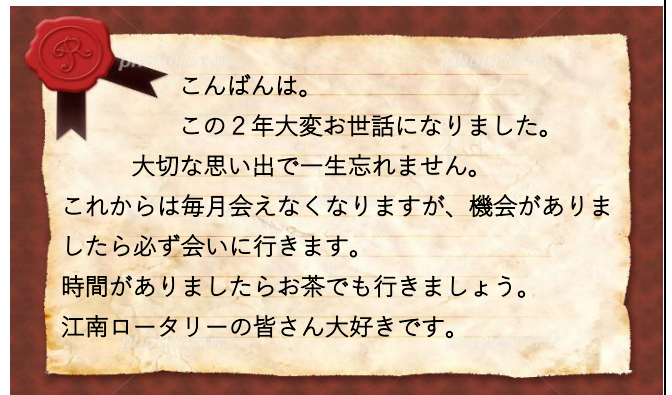 こんばんは。
この２年大変お世話になりました。
大切な思い出で一生忘れません。
これからは毎月会えなくなりますが、機会がありま
したら必ず会いに行きます。
時間がありましたらお茶でも行きましょう。
江南ロータリーの皆さん大好きです。